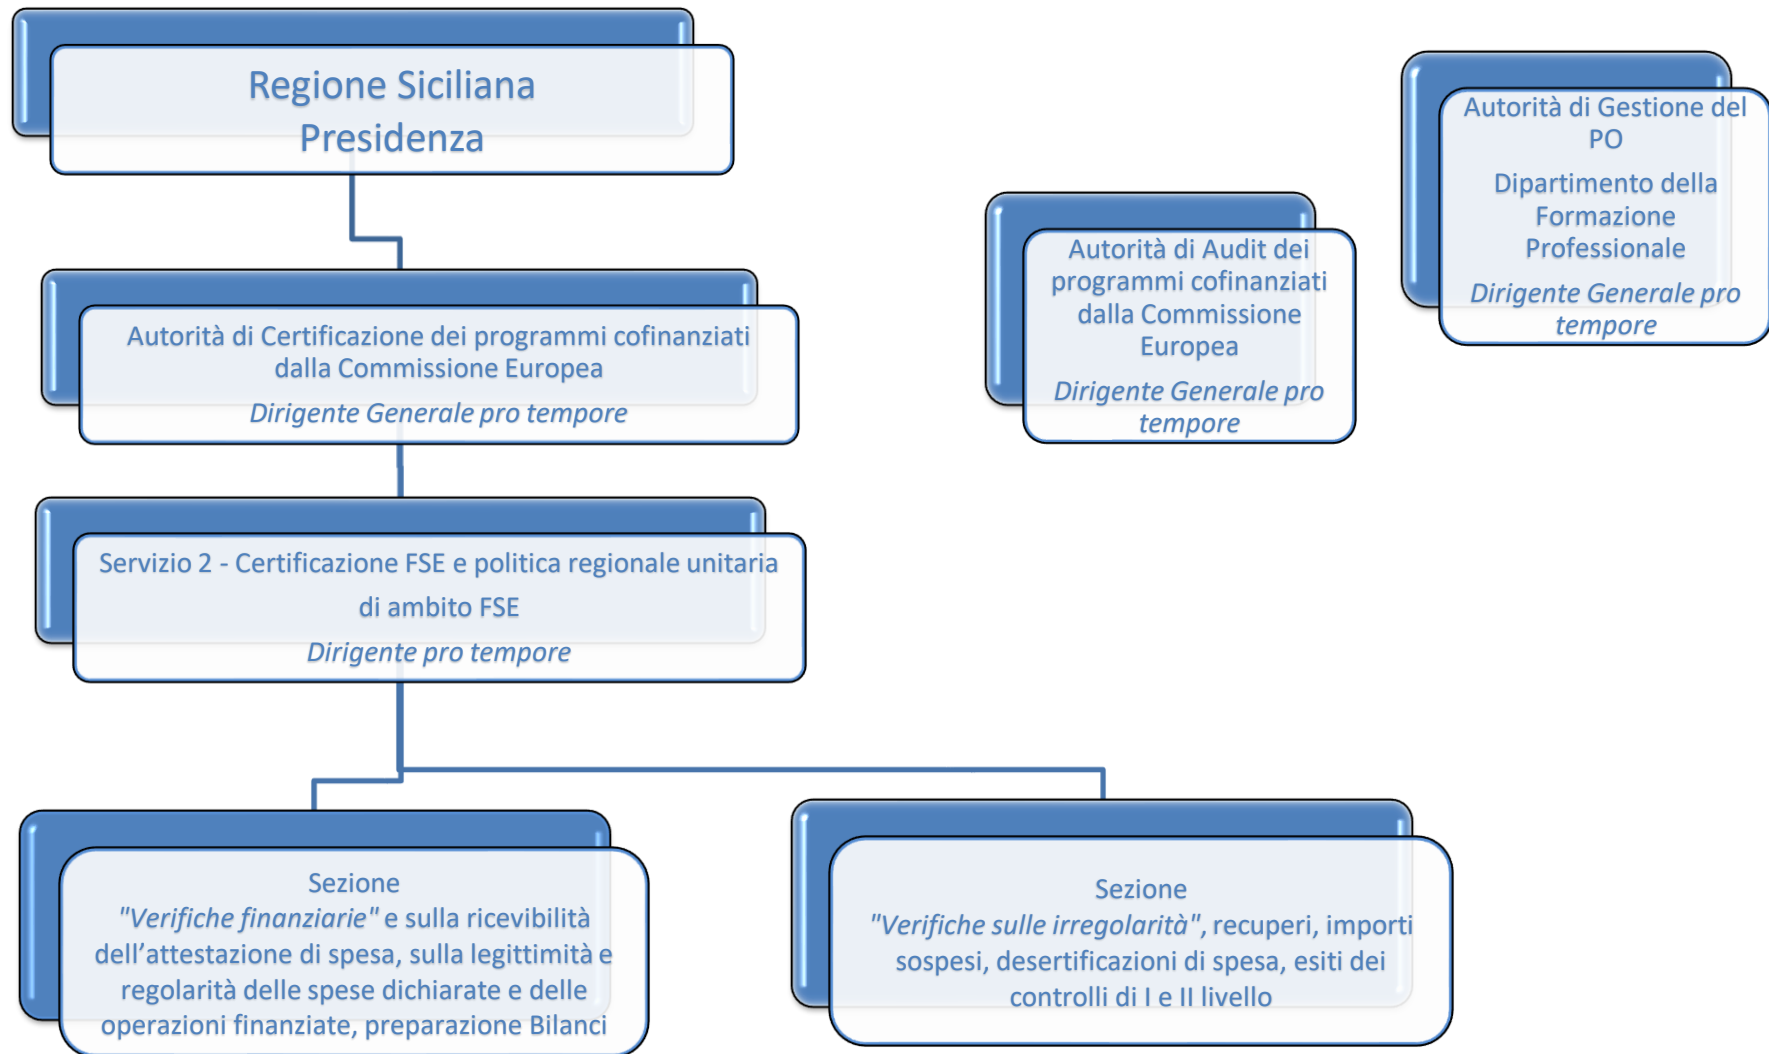 Regione Siciliana
Presidenza
Autorità di Gestione del
PO
Dipartimento della
Formazione
Professionale
Dirigente Generale pro
tempore
Autorità di Audit dei
programmi cofinanziati
dalla Commissione
Europea
Dirigente Generale pro
tempore
Autorità di Certificazione dei programmi cofinanziati
dalla Commissione Europea
Dirigente Generale pro tempore
Servizio 2 - Certificazione FSE e politica regionale unitaria
di ambito FSE
Dirigente pro tempore
Sezione
"Verifiche finanziarie" e sulla ricevibilità
dell’attestazione di spesa, sulla legittimità e
regolarità delle spese dichiarate e delle
operazioni finanziate, preparazione Bilanci
Sezione
"Verifiche sulle irregolarità", recuperi, importi
sospesi, desertificazioni di spesa, esiti dei
controlli di I e II livello